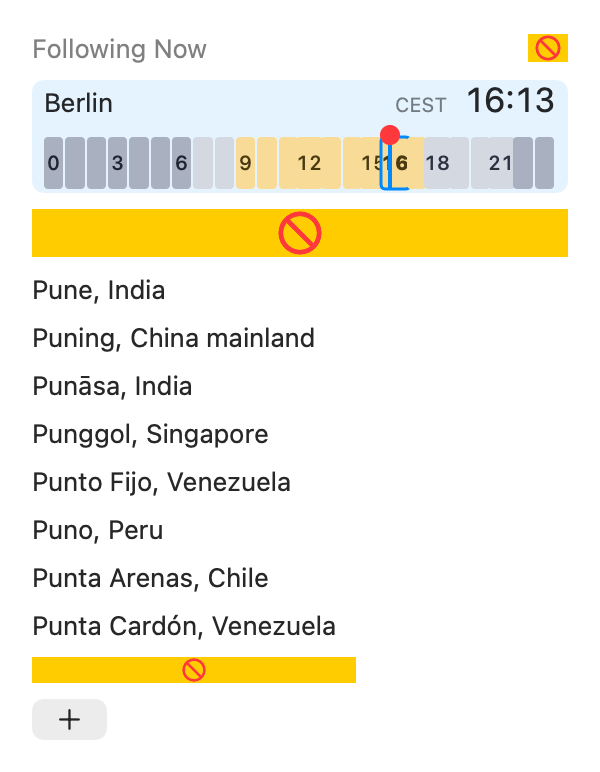 Following Now
Berlin CEST 16:13
0 3 6 9 12 15 16 18 21
Pune, India
Puning, China mainland
Punāsa, India
Punggol, Singapore
Punto Fijo, Venezuela
Puno, Peru
Punta Arenas, Chile
Punta Cardón, Venezuela
+